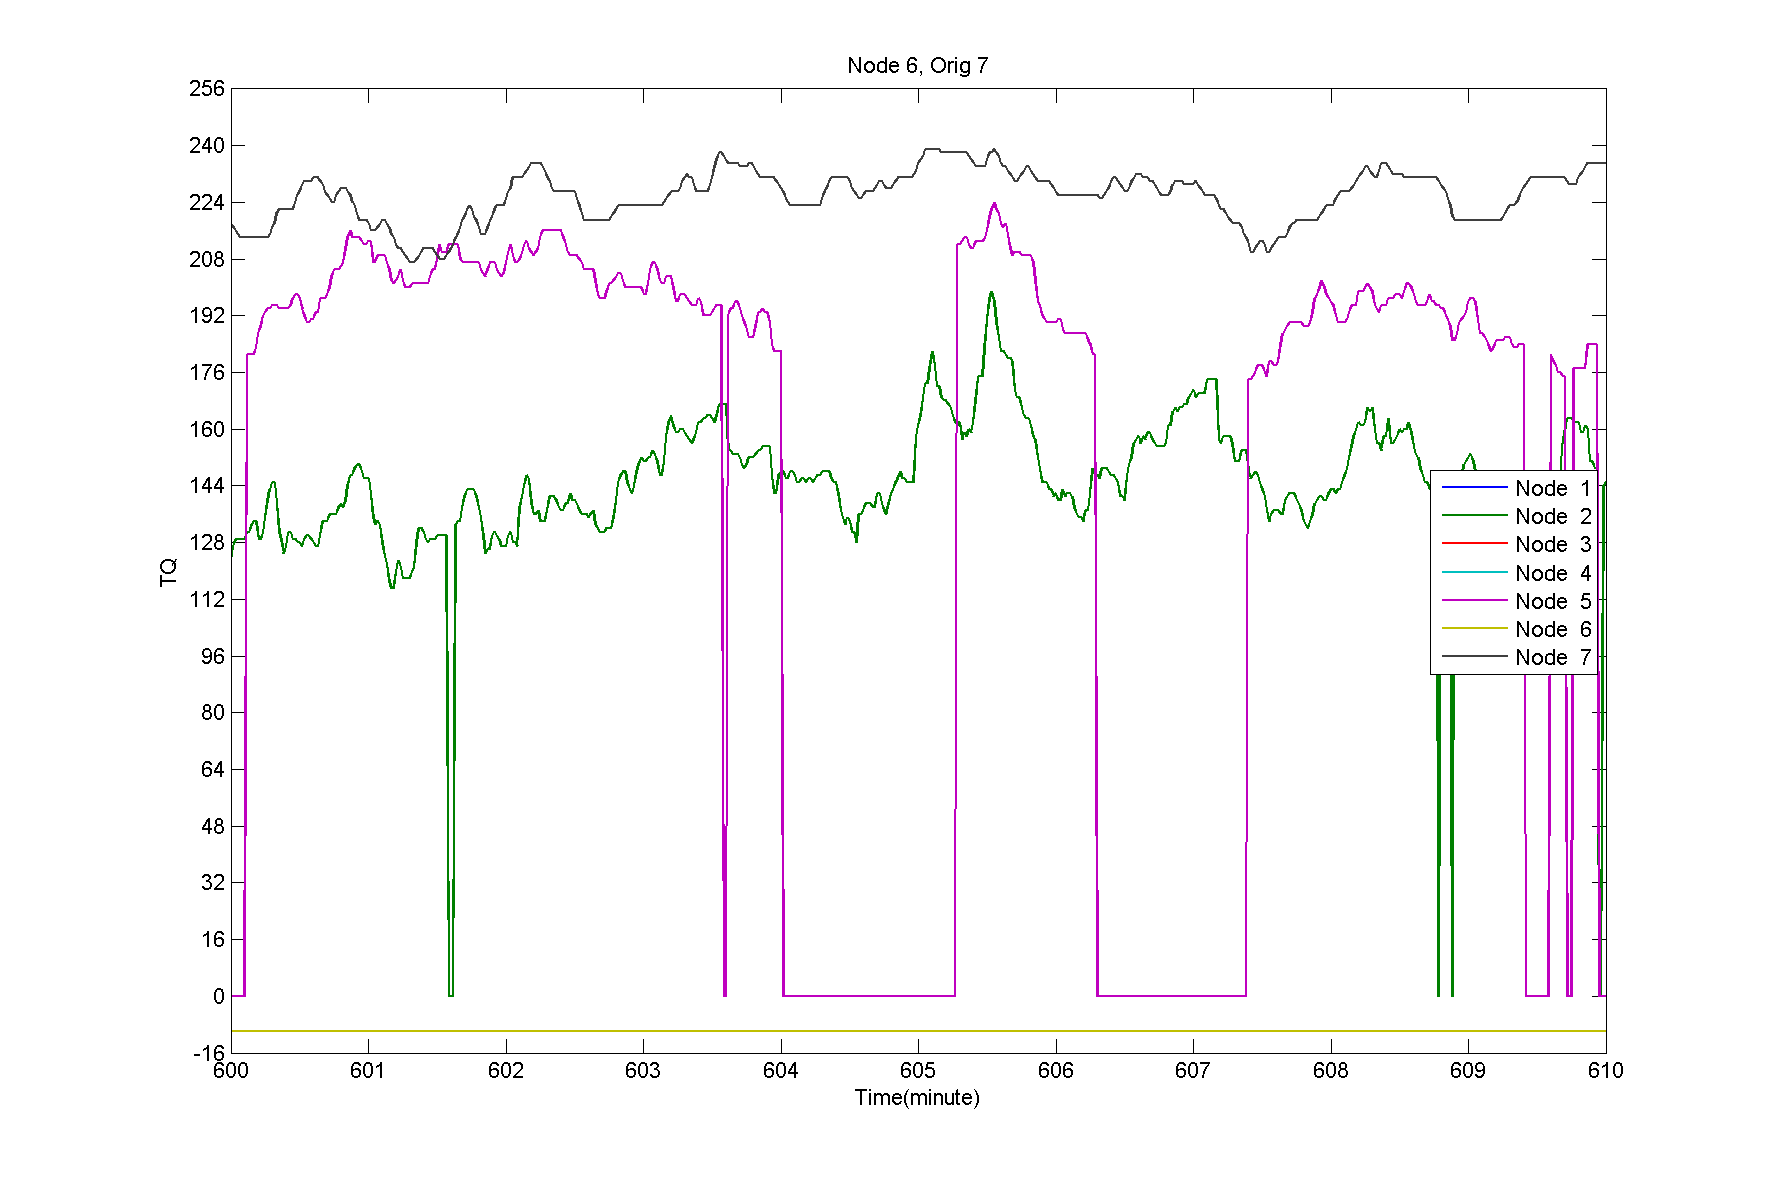 Node 6, Orig 7
256
240
224
208
192
176
160
144
128
112
96
80
64
48
32
16
0
-16
TQ
600 601 602 603 604 605 606 607 608 609 610
Time(minute)
Node 1
Node 2
Node 3
Node 4
Node 5
Node 6
Node 7